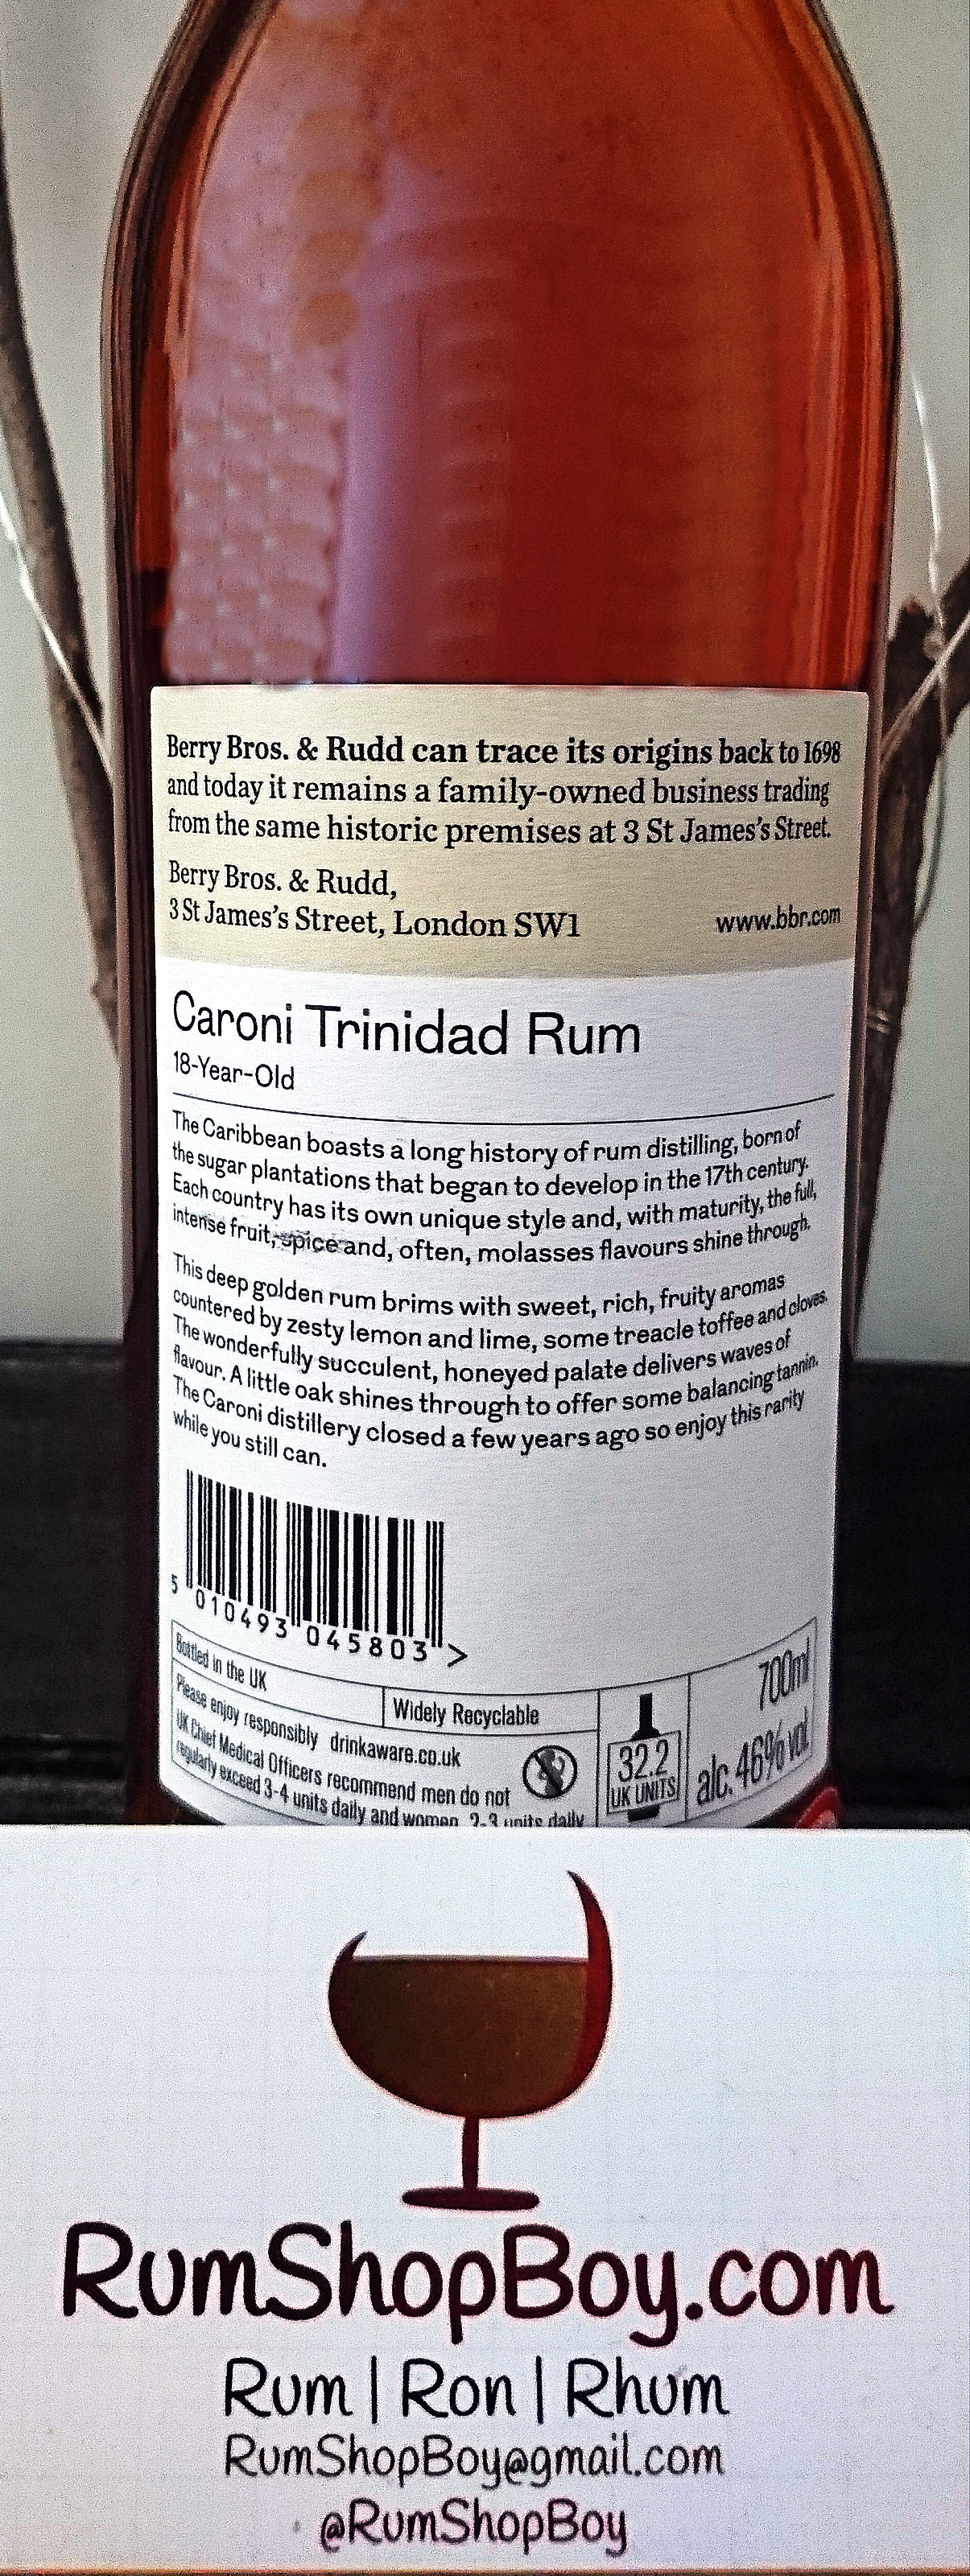 Berry Bros. & Rudd can trace its origins back to 1698
and today it remains a family-owned business trading
from the same historic premises at 3 St James's Street.
Berry Bros. & Rudd,
3 St James's Street, London SW1
www.bbr.com
Caroni Trinidad Rum
18-Year-Old
The Caribbean boasts a long history of rum distilling, born of
the sugar plantations that began to develop in the 17th century.
Each country has its own unique style and, with maturity, the full,
intense fruit, spice and, often, molasses flavours shine through.
This deep golden rum brims with sweet, rich, fruity aromas
countered by zesty lemon and lime, some treacle toffee and cloves.
The wonderfully succulent, honeyed palate delivers waves of
flavour. A little oak shines through to offer some balancing tannin.
The Caroni distillery closed a few years ago so enjoy this rarity
while you still can.
5 010493 045803 >
Bottled in the UK
Widely Recyclable
Please enjoy responsibly drinkaware.co.uk
UK Chief Medical Officers recommend men do not
regularly exceed 3-4 units daily and women 2-3 units daily
32.2
UK UNITS
700ml
alc. 46% vol
RumShopBoy.com
Rum | Ron | Rhum
RumShopBoy@gmail.com
@RumShopBoy